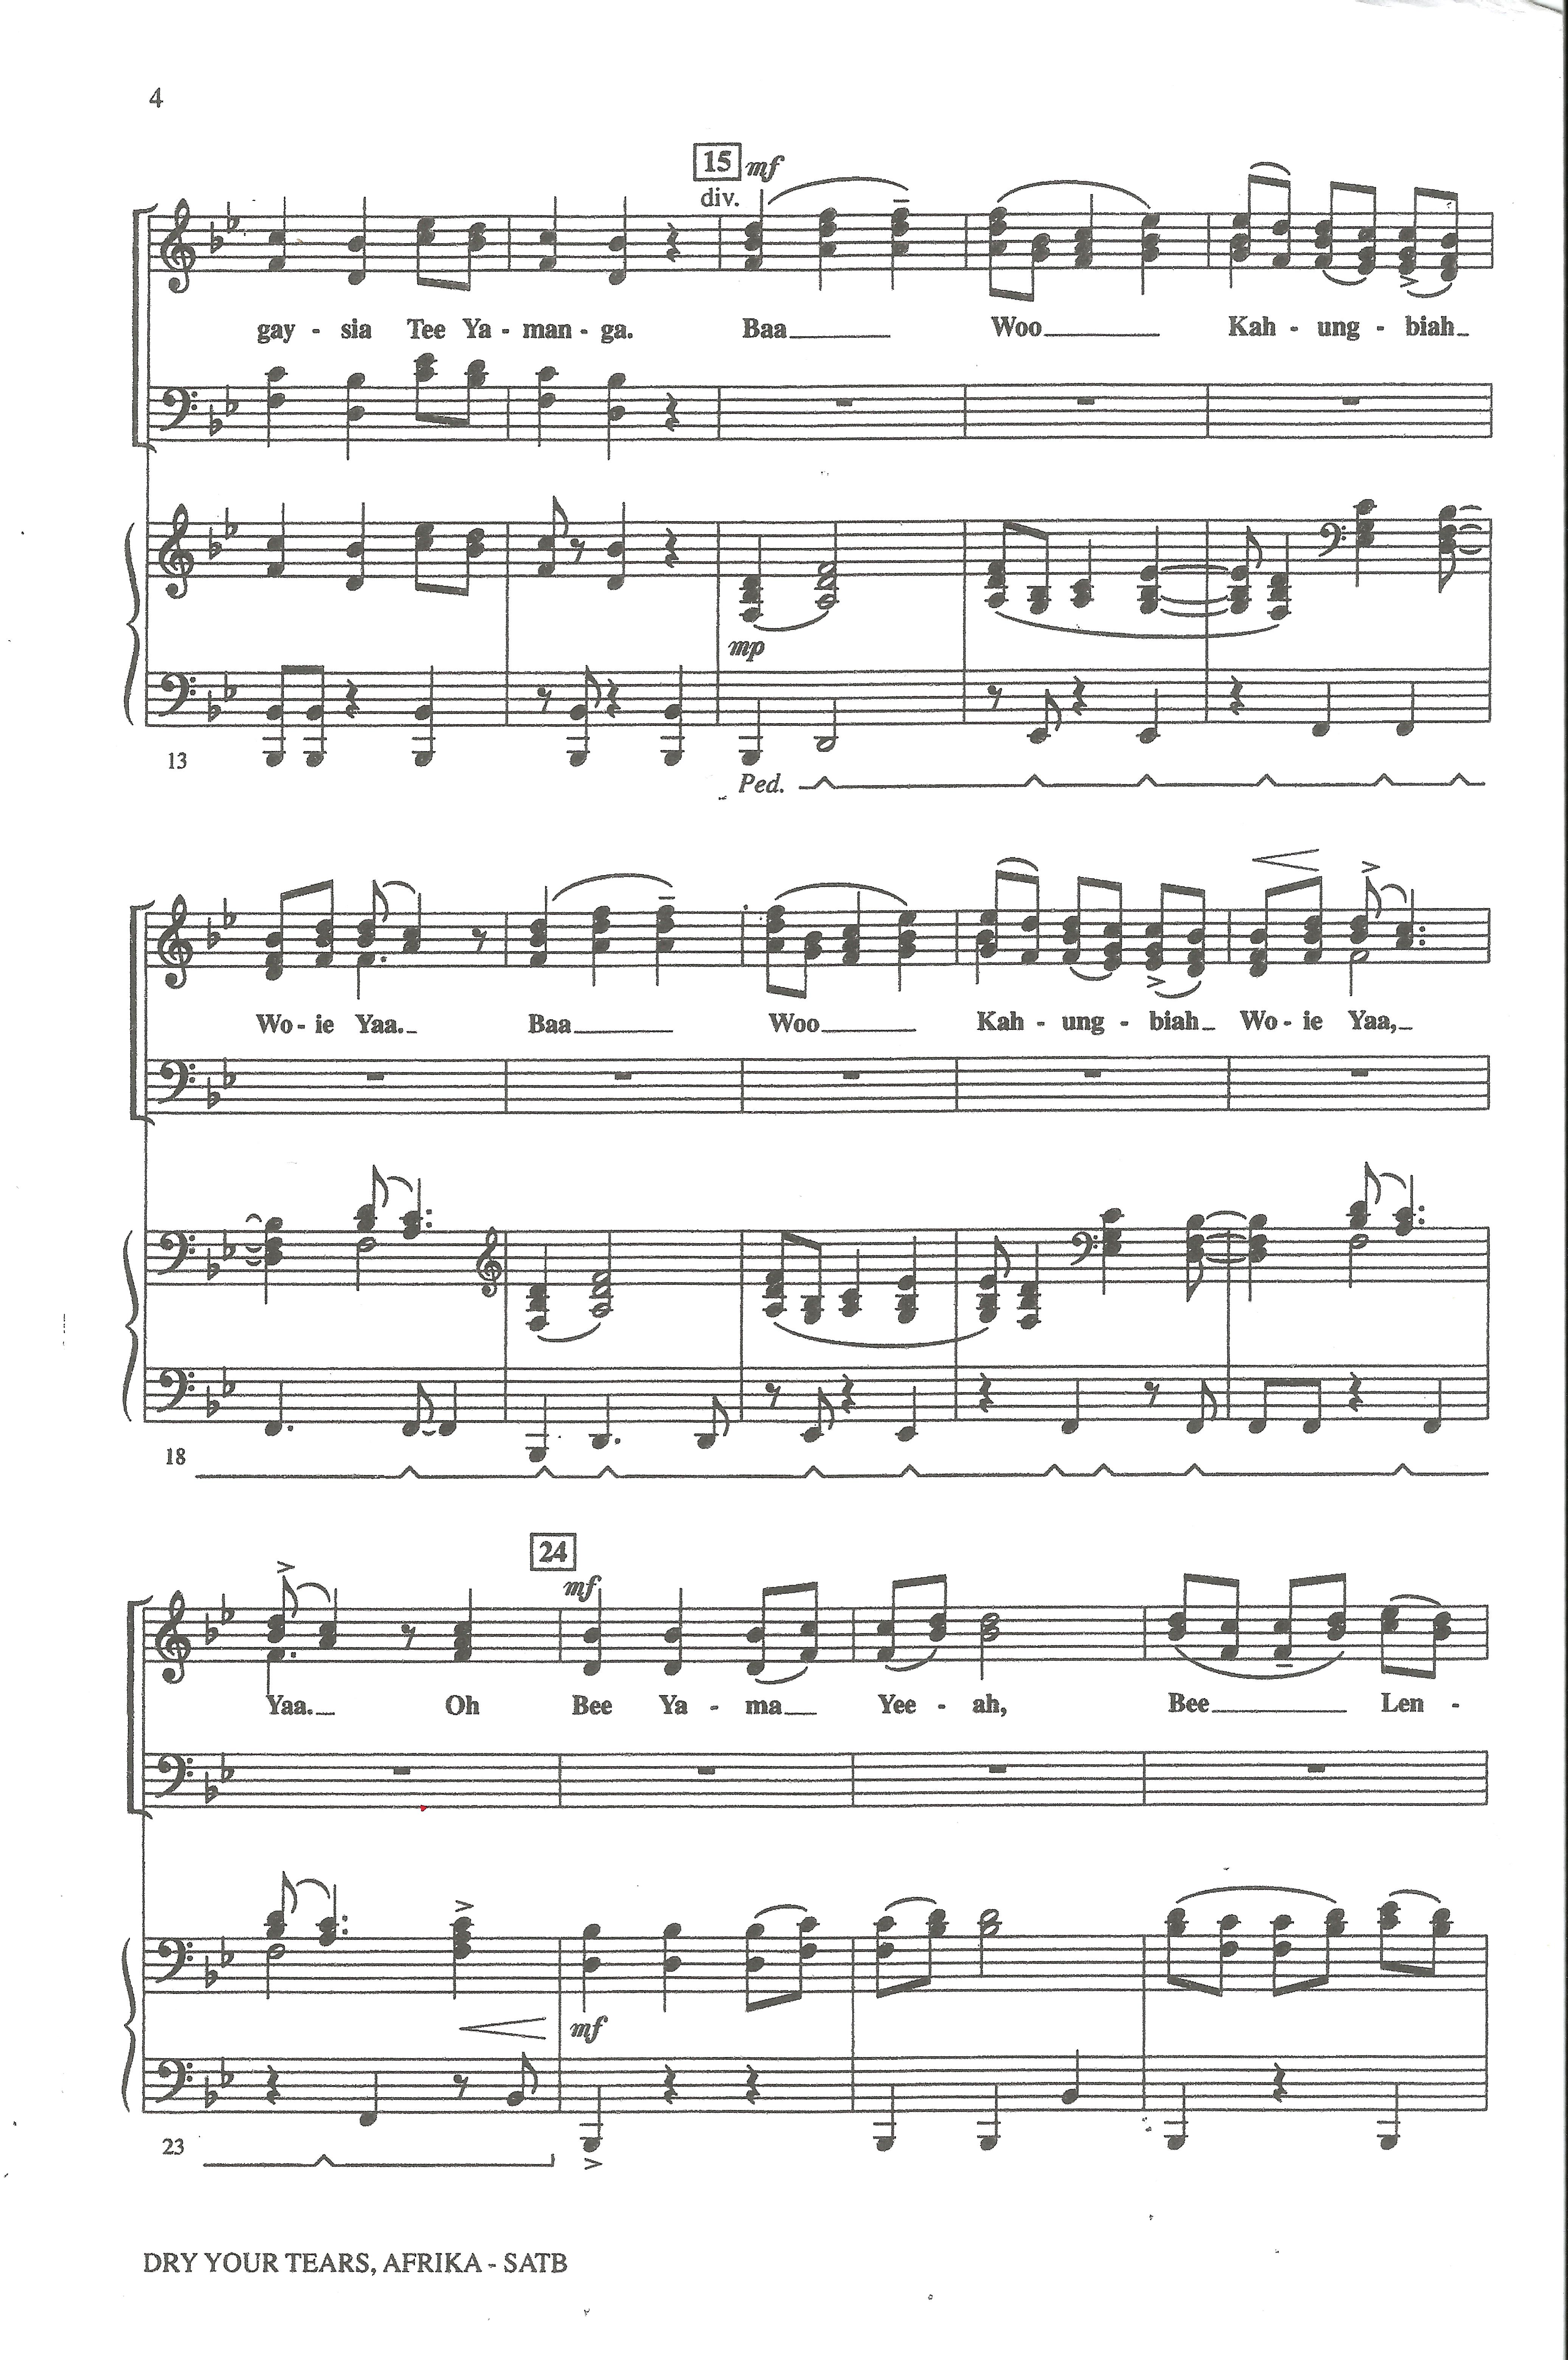 4
15 mf
div.
gay - sia Tee Ya - man - ga. Baa Woo Kah - ung - biah
mp
13
Ped.
Wo - ie Yaa. Baa Woo Kah - ung - biah Wo - ie Yaa,
18
24
mf
Yaa. Oh Bee Ya - ma Yee - ah, Bee Len -
mf
23
DRY YOUR TEARS, AFRIKA - SATB